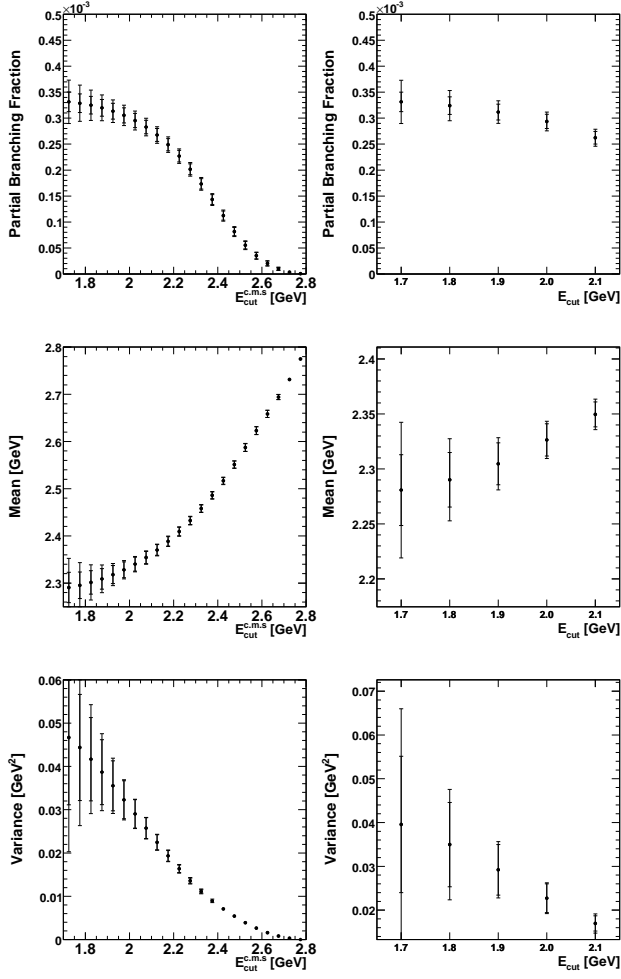 ×10⁻³
0.5
0.45
0.4
0.35
0.3
0.25
0.2
0.15
0.1
0.05
0
Partial Branching Fraction
1.8 2 2.2 2.4 2.6 2.8
E_cut^c.m.s [GeV]
×10⁻³
0.5
0.45
0.4
0.35
0.3
0.25
0.2
0.15
0.1
0.05
0
Partial Branching Fraction
1.7 1.8 1.9 2.0 2.1
E_cut [GeV]
2.8
2.7
2.6
2.5
2.4
2.3
Mean [GeV]
1.8 2 2.2 2.4 2.6 2.8
E_cut^c.m.s [GeV]
2.4
2.35
2.3
2.25
2.2
Mean [GeV]
1.7 1.8 1.9 2.0 2.1
E_cut [GeV]
0.06
0.05
0.04
0.03
0.02
0.01
0
Variance [GeV²]
1.8 2 2.2 2.4 2.6 2.8
E_cut^c.m.s [GeV]
0.07
0.06
0.05
0.04
0.03
0.02
Variance [GeV²]
1.7 1.8 1.9 2.0 2.1
E_cut [GeV]